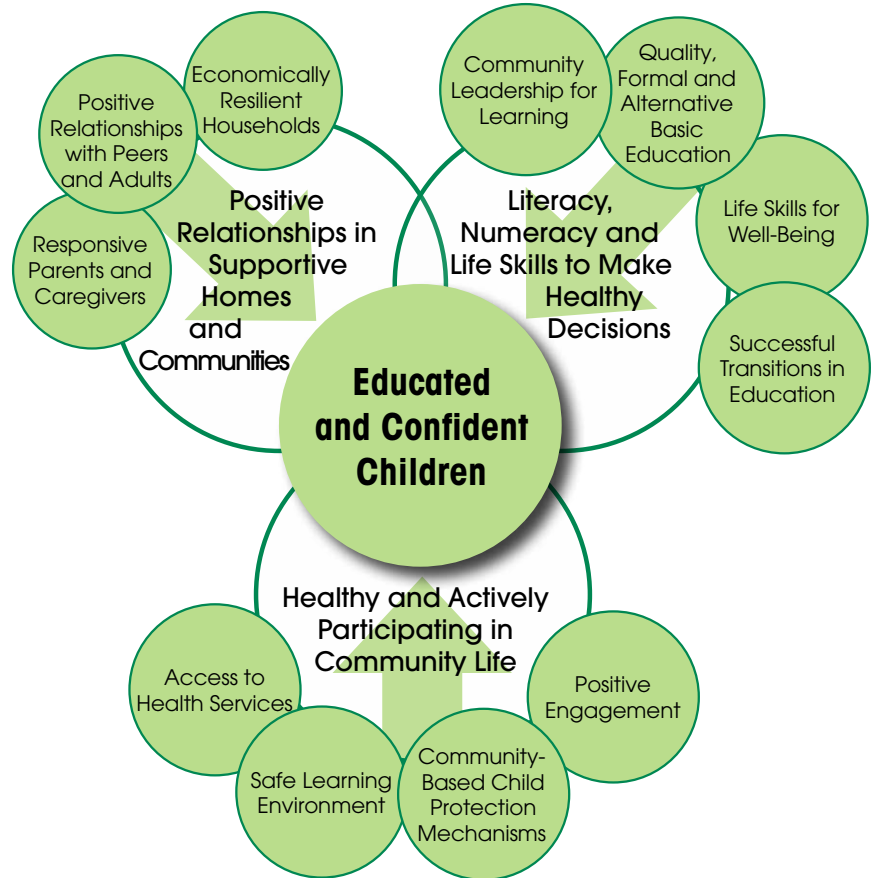 Economically
Resilient
Households
Positive
Relationships
with Peers
and Adults
Responsive
Parents and
Caregivers
Positive
Relationships in
Supportive
Homes
and
Communities
Community
Leadership for
Learning
Quality,
Formal and
Alternative
Basic
Education
Life Skills for
Well-Being
Successful
Transitions in
Education
Literacy,
Numeracy and
Life Skills to Make
Healthy
Decisions
Educated
and Confident
Children
Healthy and Actively
Participating in
Community Life
Access to
Health Services
Safe Learning
Environment
Community-
Based Child
Protection
Mechanisms
Positive
Engagement